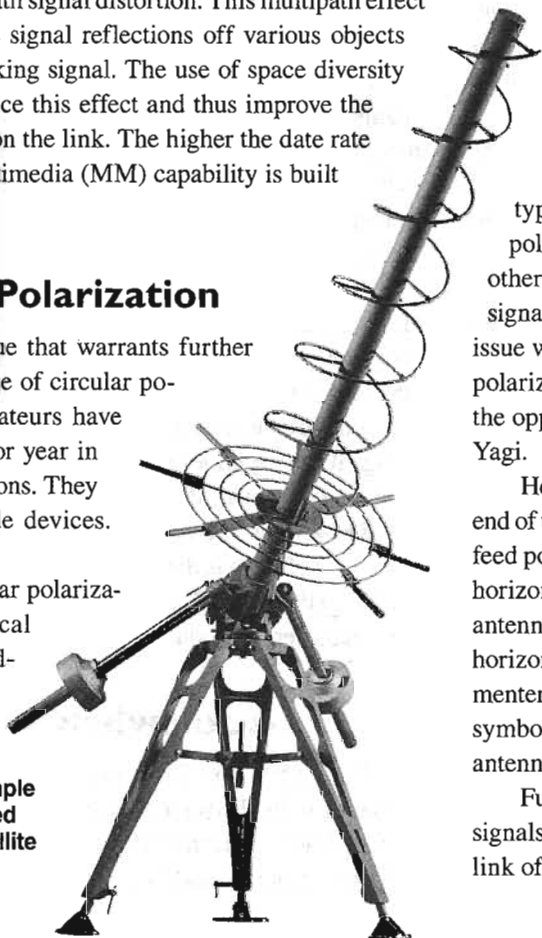 signal distortion. This multipath effect
signal reflections off various objects
king signal. The use of space diversity
ce this effect and thus improve the
on the link. The higher the date rate
timedia (MM) capability is built
Polarization
ue that warrants further
e of circular po-
ateurs have
or year in
ons. They
le devices.
ar polariza-
cal
d-
ple
ed
llite
typ
pol
other
signa
issue w
polariz
the opp
Yagi.
He
end of t
feed po
horizo
antenn
horizo
menter
symbo
antenn
Fu
signals
link of